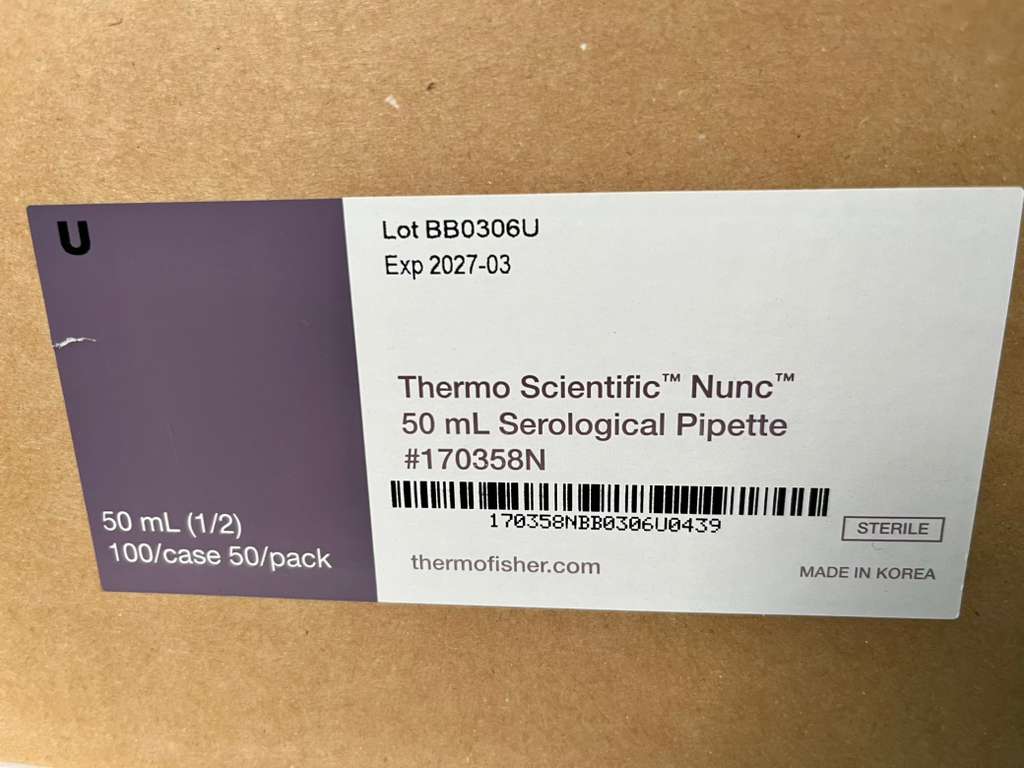 U
Lot BB0306U
Exp 2027-03
Thermo Scientific™ Nunc™
50 mL Serological Pipette
#170358N
170358NBB0306U0439
50 mL (1/2)
100/case 50/pack
STERILE
thermofisher.com
MADE IN KOREA